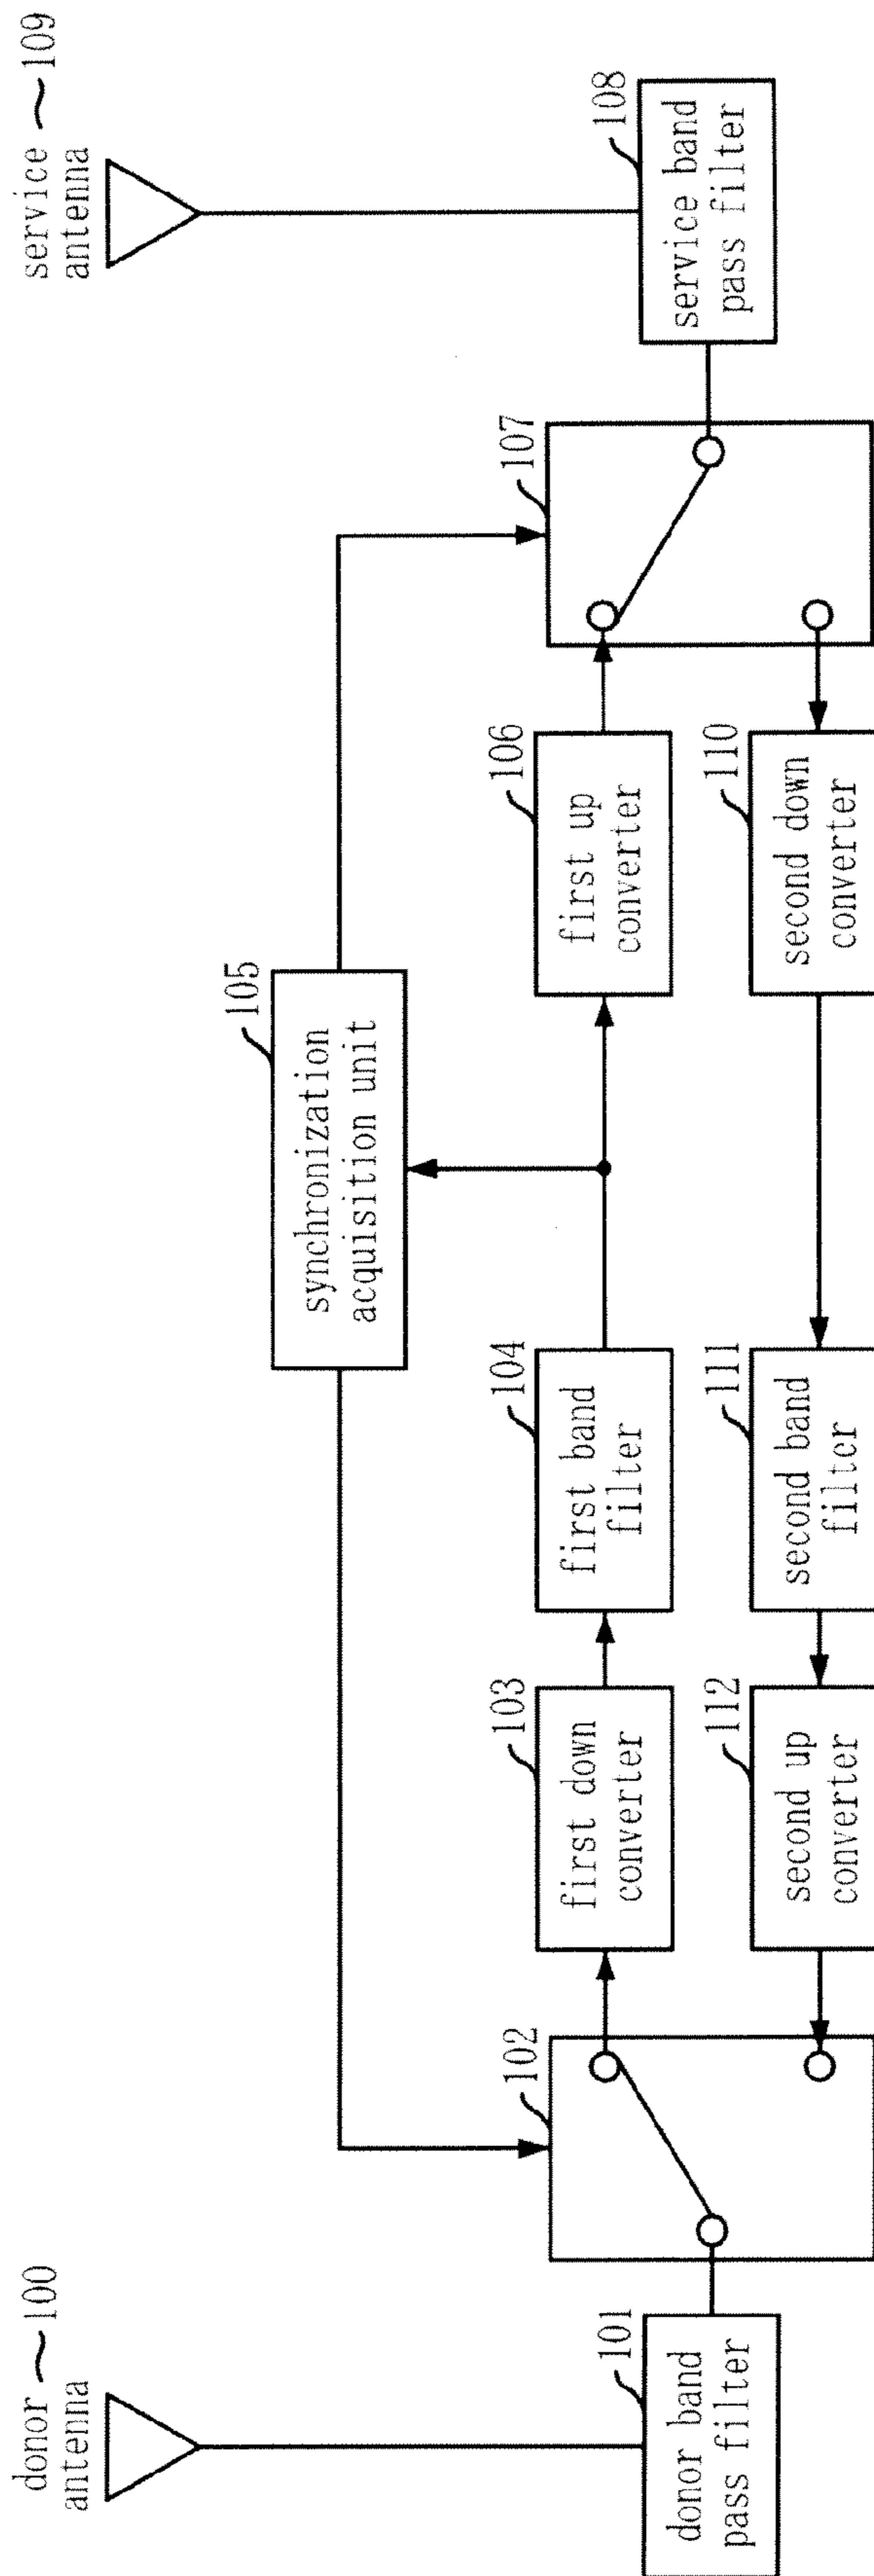 donor
antenna
100
service
antenna
109
105
synchronization
acquisition unit
101
donor band
pass filter
102
103
first down
converter
104
first band
filter
106
first up
converter
107
108
service band
pass filter
112
second up
converter
111
second band
filter
110
second down
converter